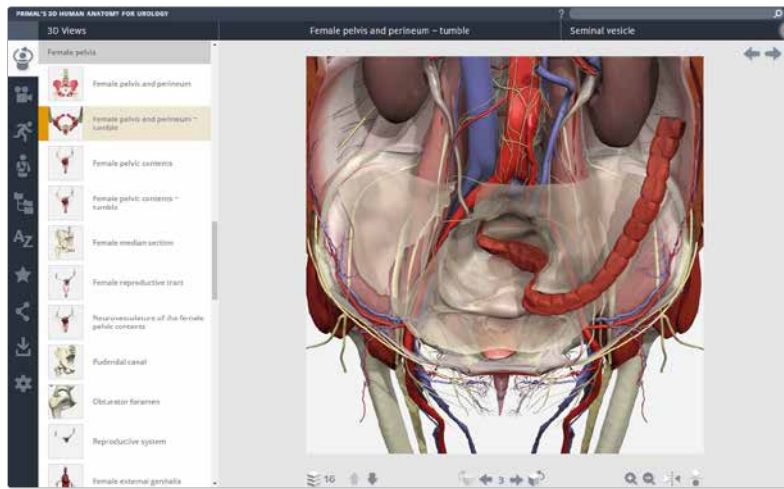 PRIMAL'S 3D HUMAN ANATOMY FOR UROLOGY
?
3D Views
Female pelvis and perineum – tumble
Seminal vesicle
Female pelvis
Female pelvis and perineum
Female pelvis and perineum –
tumble
Female pelvic contents
Female pelvic contents –
tumble
Female median section
Female reproductive tract
Neurovasculature of the female
pelvic contents
Pudendal canal
Obturator foramen
Reproductive system
Female external genitalia
AZ
16
3